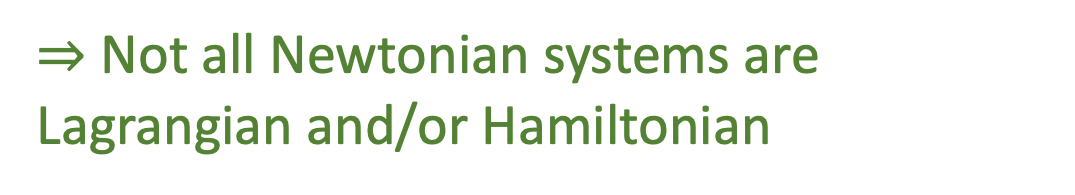 ⇒ Not all Newtonian systems are
Lagrangian and/or Hamiltonian